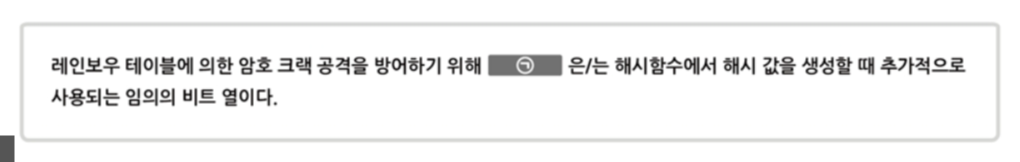 레인보우 테이블에 의한 암호 크랙 공격을 방어하기 위해 ㉠ 은/는 해시함수에서 해시 값을 생성할 때 추가적으로
사용되는 임의의 비트 열이다.